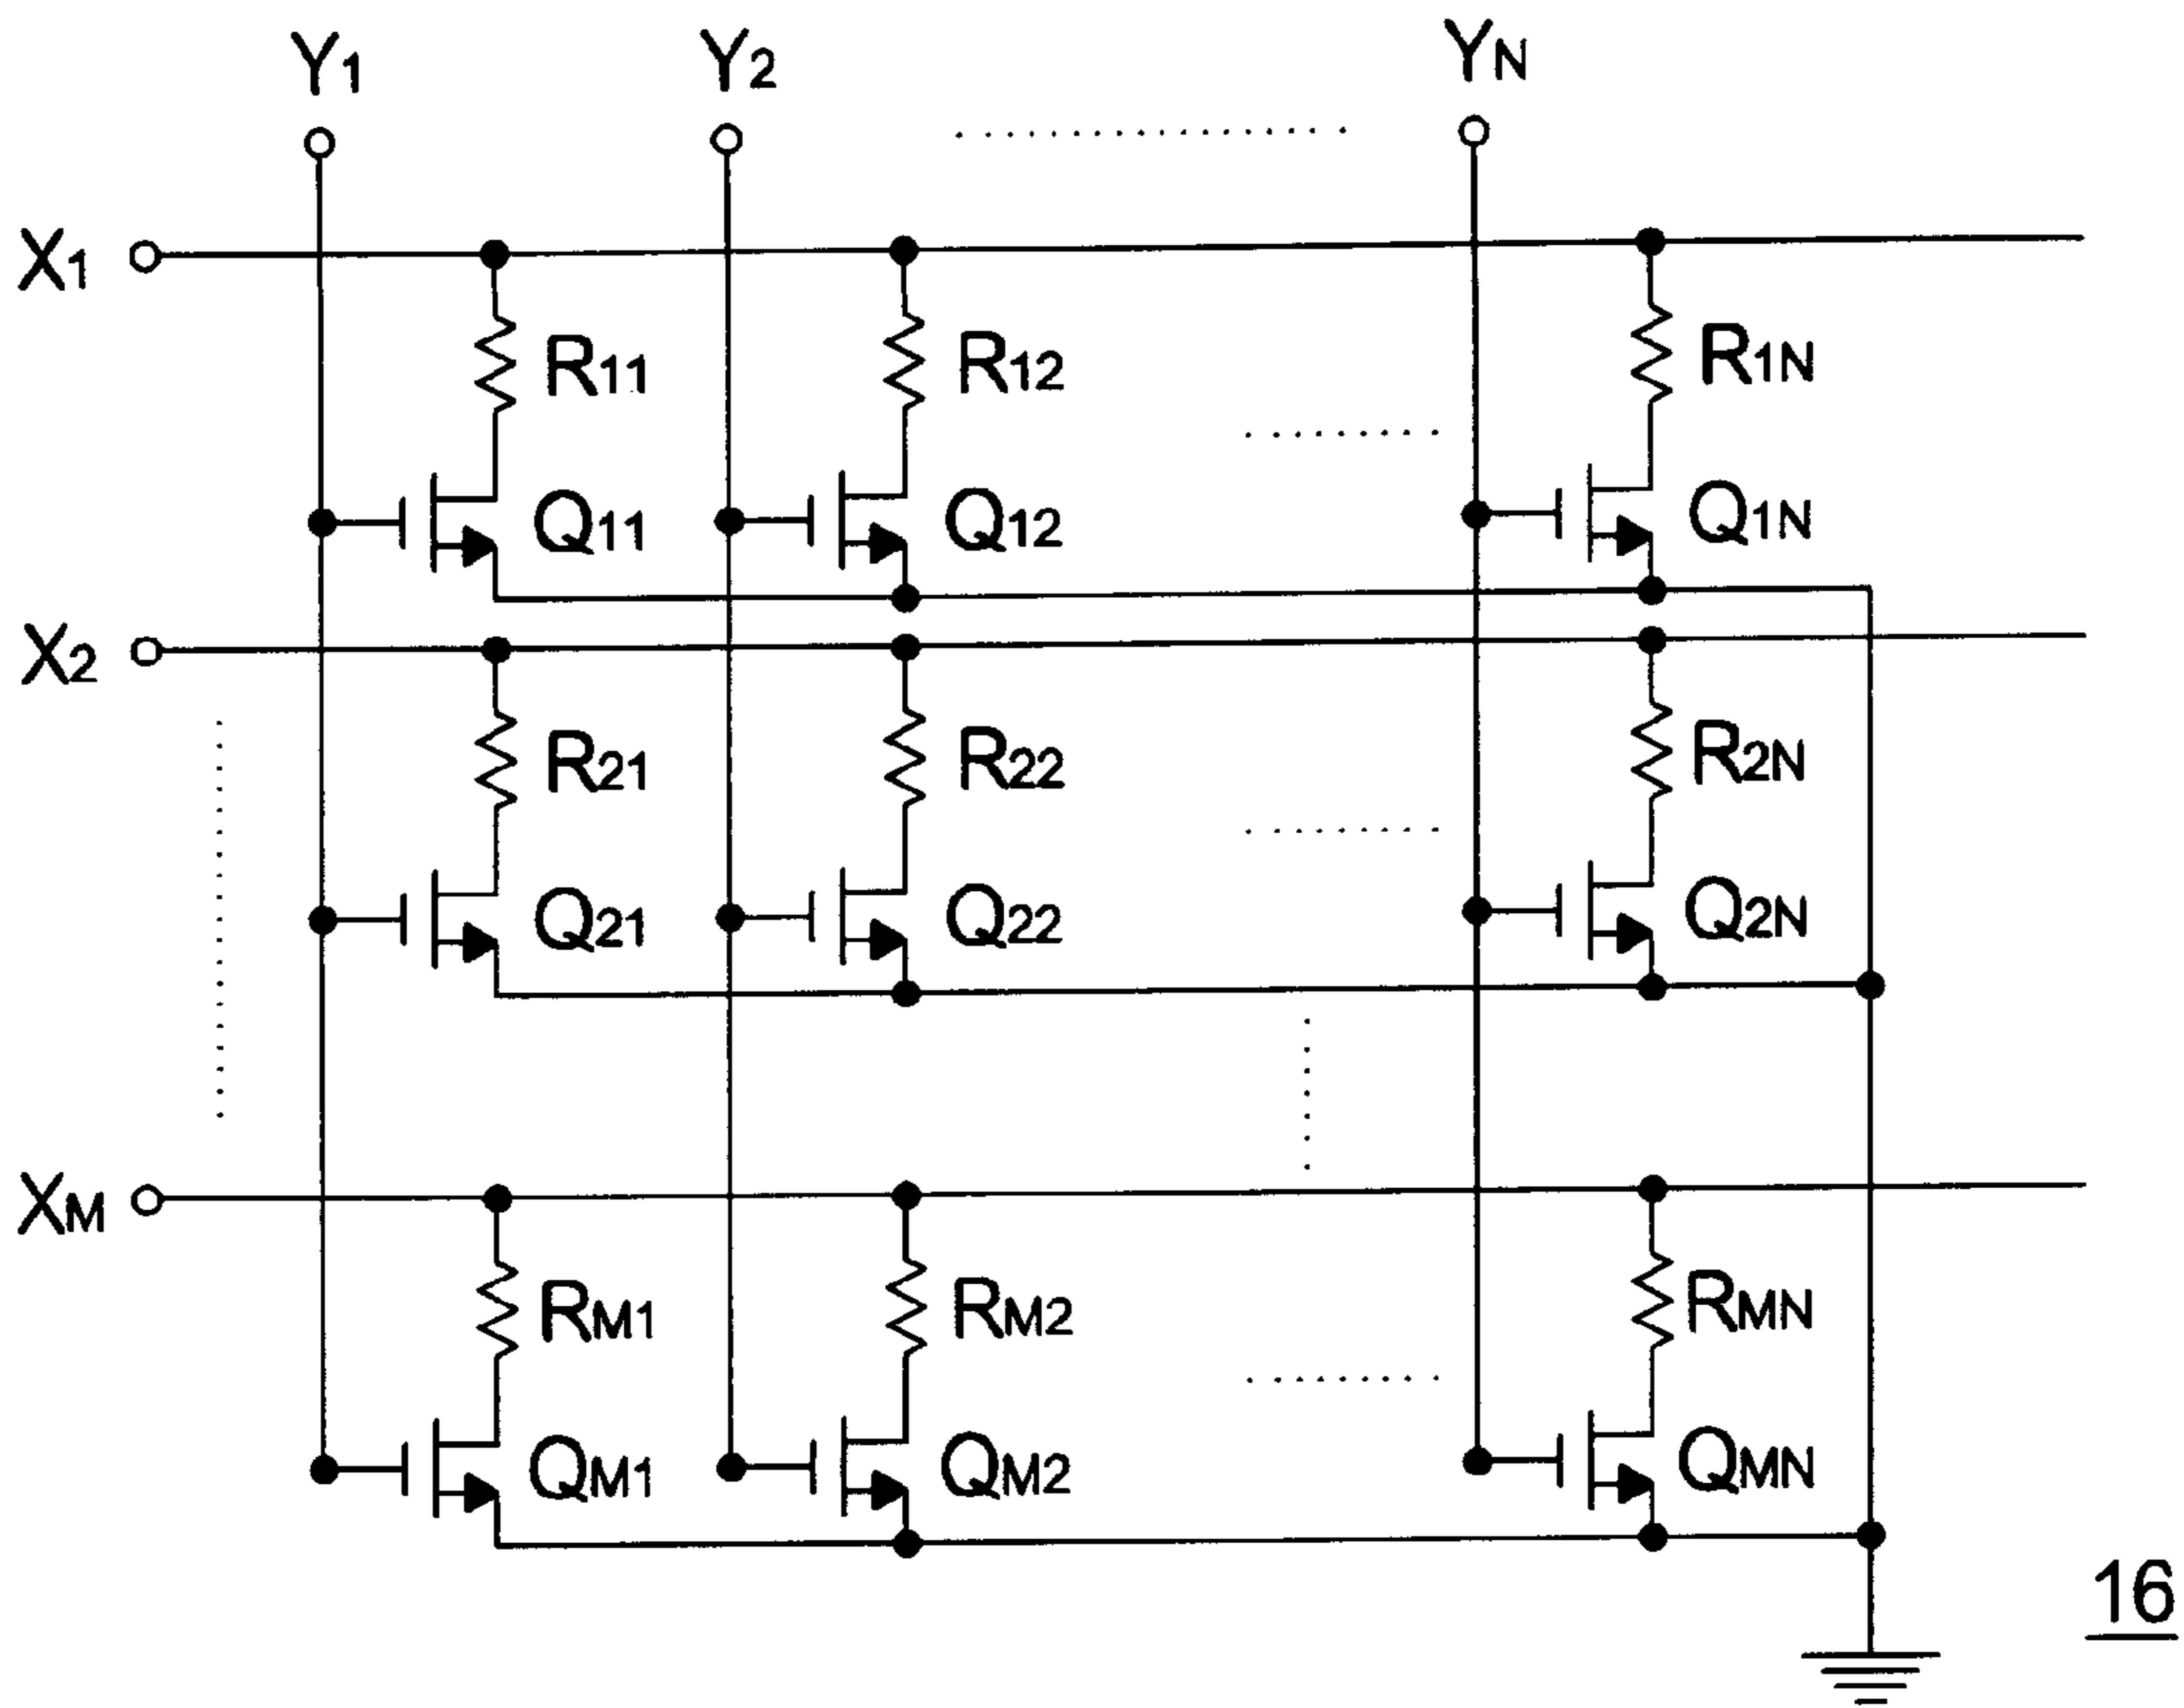 Y1 Y2 YN
X1
R11 R12 R1N
Q11 Q12 Q1N
X2
R21 R22 R2N
Q21 Q22 Q2N
XM
RM1 RM2 RMN
QM1 QM2 QMN
16